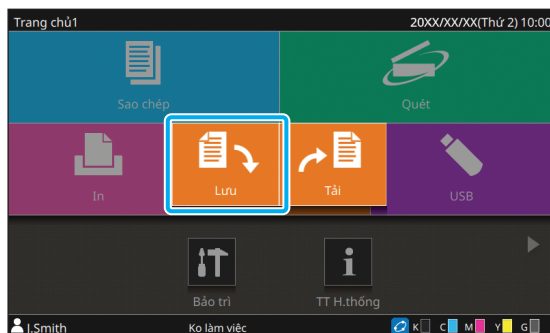 Trang chủ1 20XX/XX/XX(Thứ 2) 10:00
Sao chép Quét
In Lưu Tải USB
Bảo trì TT H.thống
J.Smith Ko làm việc K C M Y G